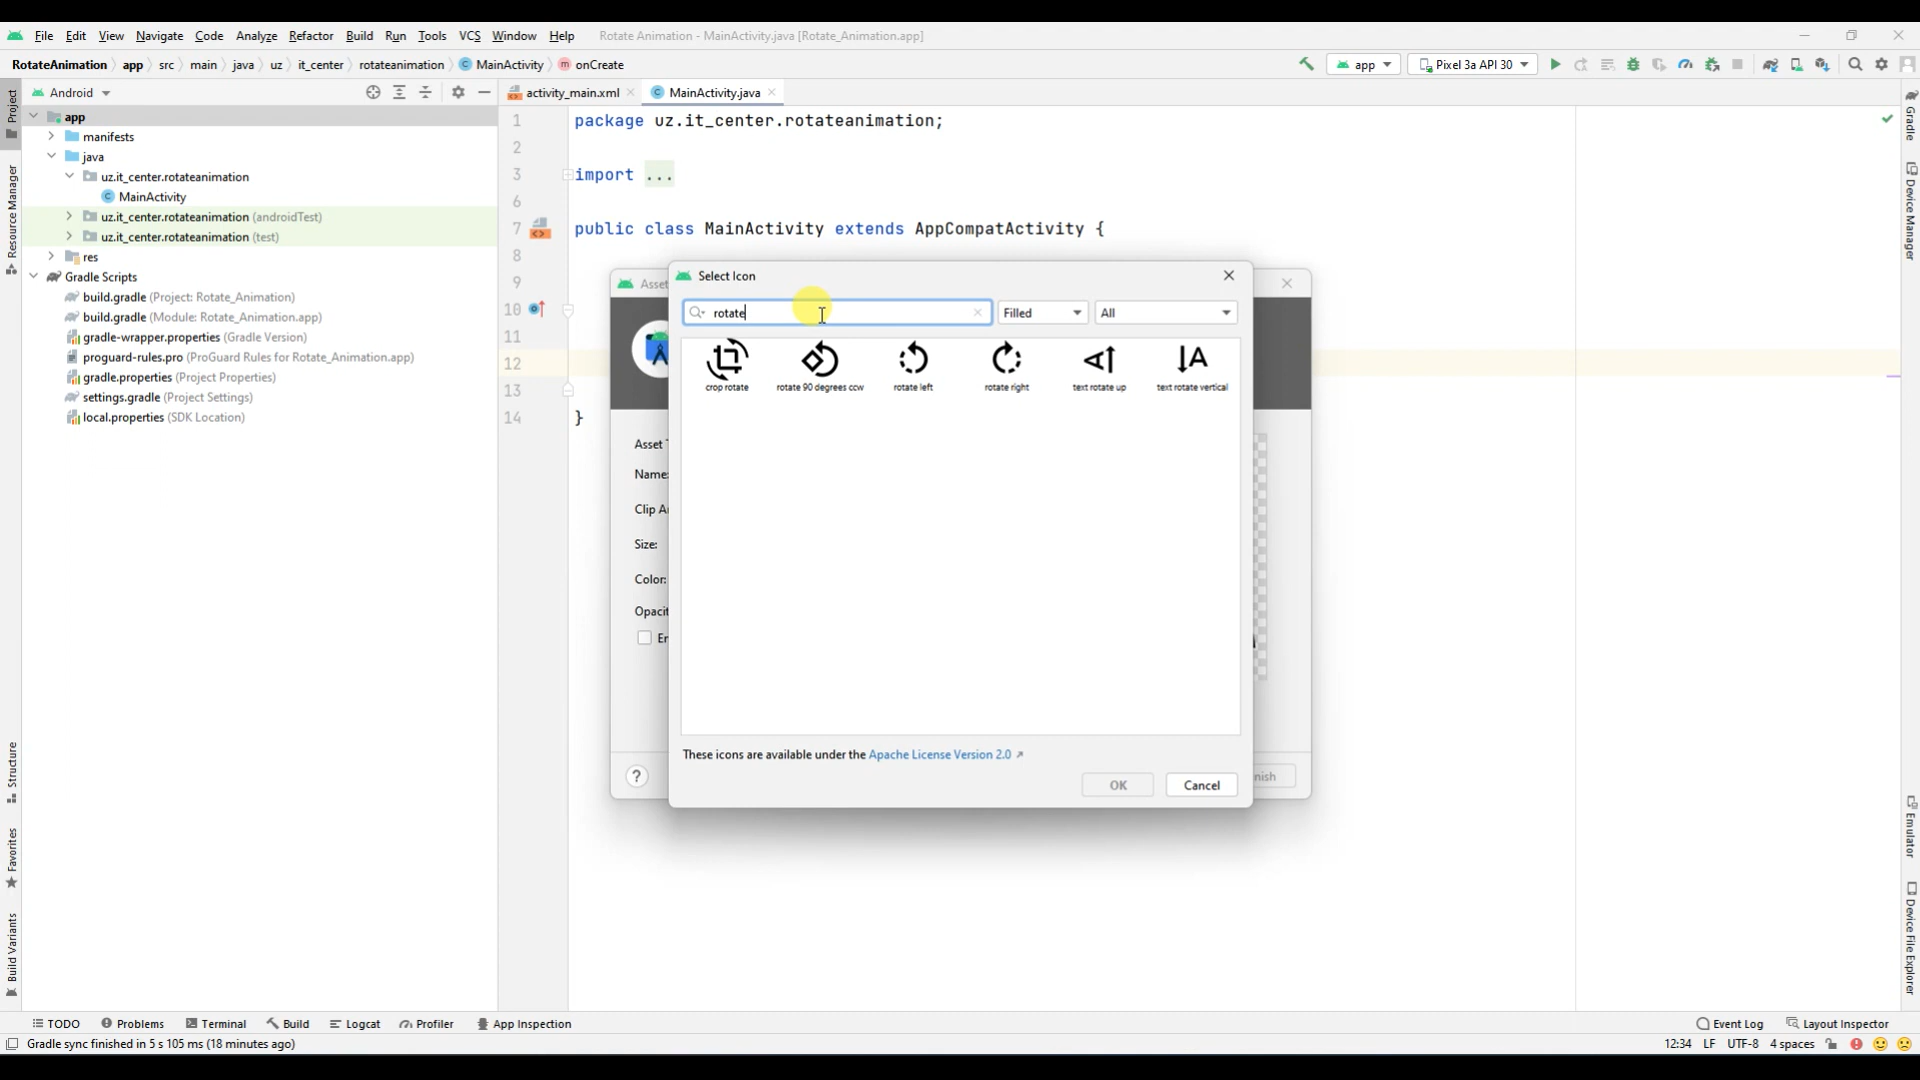 File Edit View Navigate Code Analyze Refactor Build Run Tools VCS Window Help Rotate Animation - MainActivity.java [Rotate_Animation.app]
RotateAnimation app src main java uz it_center rotateanimation MainActivity onCreate app Pixel 3a API 30
Android
activity_main.xml MainActivity.java
Project
Resource Manager
Structure
Favorites
Build Variants
app
manifests
java
uz.it_center.rotateanimation
MainActivity
uz.it_center.rotateanimation (androidTest)
uz.it_center.rotateanimation (test)
res
Gradle Scripts
build.gradle (Project: Rotate_Animation)
build.gradle (Module: Rotate_Animation.app)
gradle-wrapper.properties (Gradle Version)
proguard-rules.pro (ProGuard Rules for Rotate_Animation.app)
gradle.properties (Project Properties)
settings.gradle (Project Settings)
local.properties (SDK Location)
1 package uz.it_center.rotateanimation;
2
3 import ...
6
7 public class MainActivity extends AppCompatActivity {
8
9
10
11
12
13
14 }
Asset
Asset
Name:
Clip A
Size:
Color:
Opacit
En
?
nish
Select Icon
rotate Filled All
crop rotate rotate 90 degrees ccw rotate left rotate right text rotate up text rotate vertical
These icons are available under the Apache License Version 2.0
OK Cancel
Gradle
Device Manager
Emulator
Device File Explorer
TODO Problems Terminal Build Logcat Profiler App Inspection Event Log Layout Inspector
Gradle sync finished in 5 s 105 ms (18 minutes ago) 12:34 LF UTF-8 4 spaces